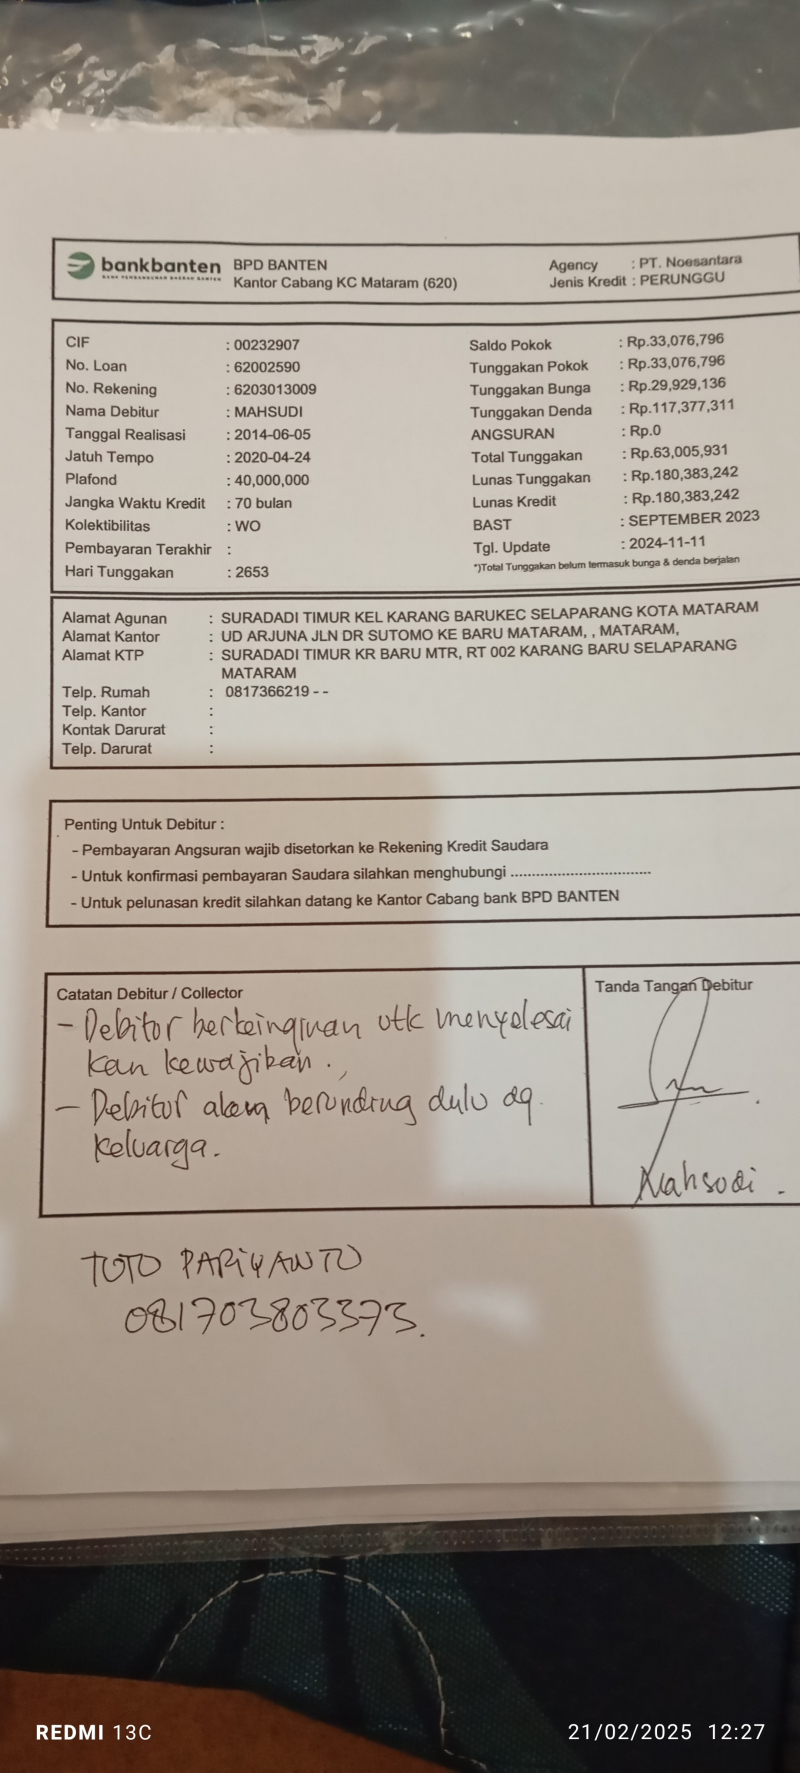 bankbanten
BANK PEMBANGUNAN DAERAH BANTEN
BPD BANTEN
Kantor Cabang KC Mataram (620)
Agency : PT. Noesantara
Jenis Kredit : PERUNGGU
CIF : 00232907
No. Loan : 62002590
No. Rekening : 6203013009
Nama Debitur : MAHSUDI
Tanggal Realisasi : 2014-06-05
Jatuh Tempo : 2020-04-24
Plafond : 40,000,000
Jangka Waktu Kredit : 70 bulan
Kolektibilitas : WO
Pembayaran Terakhir :
Hari Tunggakan : 2653
Saldo Pokok : Rp.33,076,796
Tunggakan Pokok : Rp.33,076,796
Tunggakan Bunga : Rp.29,929,136
Tunggakan Denda : Rp.117,377,311
ANGSURAN : Rp.0
Total Tunggakan : Rp.63,005,931
Lunas Tunggakan : Rp.180,383,242
Lunas Kredit : Rp.180,383,242
BAST : SEPTEMBER 2023
Tgl. Update : 2024-11-11
*)Total Tunggakan belum termasuk bunga & denda berjalan
Alamat Agunan : SURADADI TIMUR KEL KARANG BARUKEC SELAPARANG KOTA MATARAM
Alamat Kantor : UD ARJUNA JLN DR SUTOMO KE BARU MATARAM, , MATARAM,
Alamat KTP : SURADADI TIMUR KR BARU MTR, RT 002 KARANG BARU SELAPARANG
MATARAM
Telp. Rumah : 0817366219 - -
Telp. Kantor :
Kontak Darurat :
Telp. Darurat :
Penting Untuk Debitur :
- Pembayaran Angsuran wajib disetorkan ke Rekening Kredit Saudara
- Untuk konfirmasi pembayaran Saudara silahkan menghubungi ..................................
- Untuk pelunasan kredit silahkan datang ke Kantor Cabang bank BPD BANTEN
Catatan Debitur / Collector
- Debitor berkeinginan utk menyelesai
kan kewajiban .,
- Debitor akan berunding dulu dg.
keluarga.
Tanda Tangan Debitur
Mahsudi .
TOTO PARIYANTO
081703803373.
REDMI 13C
21/02/2025 12:27